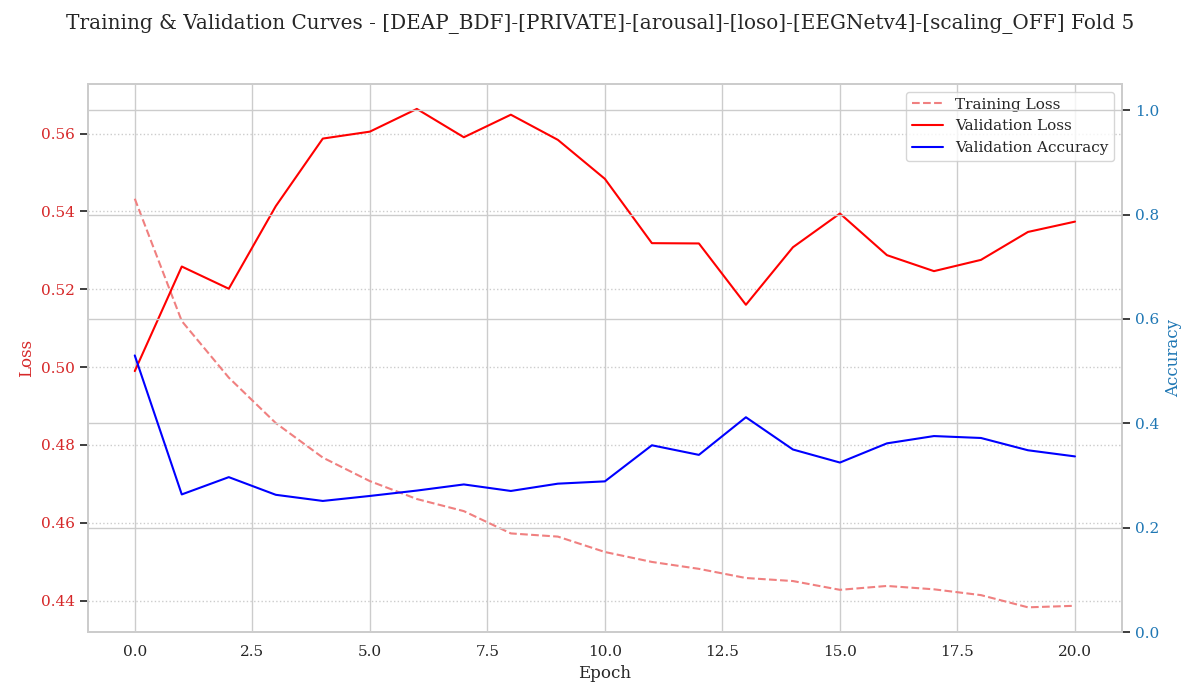 Training & Validation Curves - [DEAP_BDF]-[PRIVATE]-[arousal]-[loso]-[EEGNetv4]-[scaling_OFF] Fold 5
Training Loss
Validation Loss
Validation Accuracy
Loss
0.56
0.54
0.52
0.50
0.48
0.46
0.44
1.0
0.8
0.6
0.4
0.2
0.0
Accuracy
0.0 2.5 5.0 7.5 10.0 12.5 15.0 17.5 20.0
Epoch